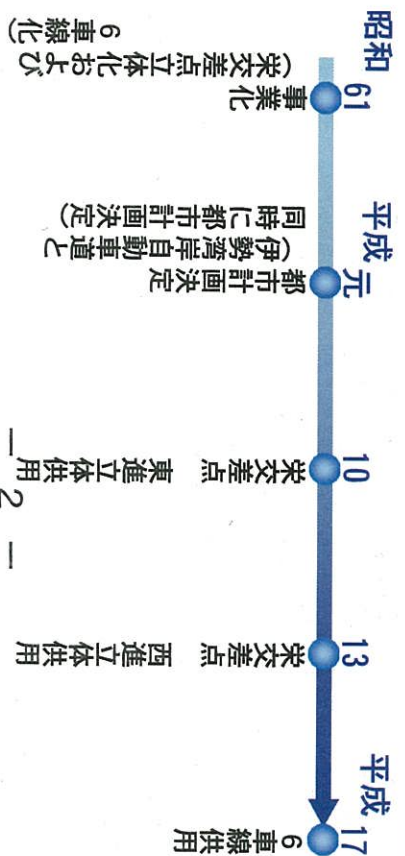 昭和
61
事業化
(栄交差点立体化および
6車線化)
平成
元
都市計画決定
(伊勢湾岸自動車道と
同時に都市計画決定)
10
栄交差点 東進立体供用
13
栄交差点 西進立体供用
平成
17
6車線供用
— 2 —